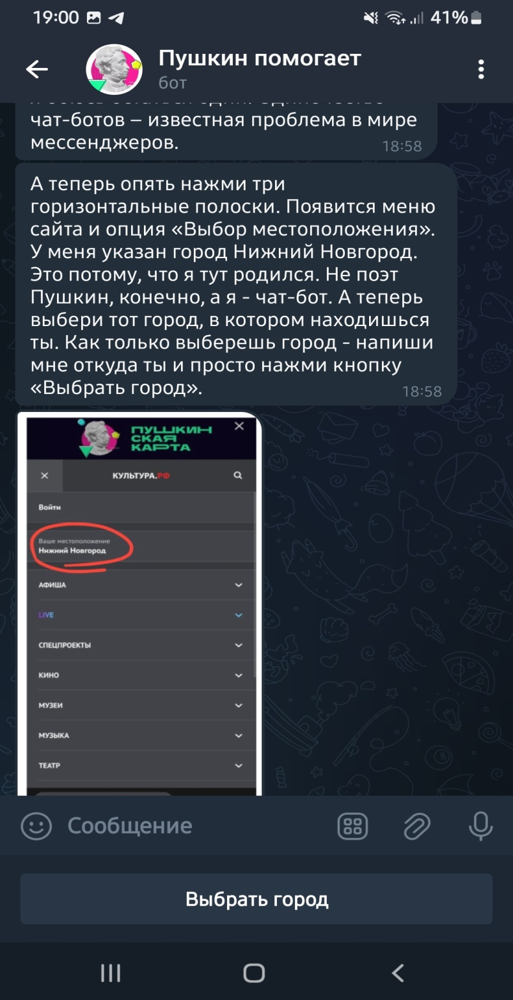 19:00
41%
Пушкин помогает
бот
чат-ботов – известная проблема в мире
мессенджеров.
18:58
А теперь опять нажми три
горизонтальные полоски. Появится меню
сайта и опция «Выбор местоположения».
У меня указан город Нижний Новгород.
Это потому, что я тут родился. Не поэт
Пушкин, конечно, а я - чат-бот. А теперь
выбери тот город, в котором находишься
ты. Как только выберешь город - напиши
мне откуда ты и просто нажми кнопку
«Выбрать город».
18:58
ПУШКИН
СКАЯ
КАРТА
КУЛЬТУРА.РФ
Войти
Ваше местоположение
Нижний Новгород
АФИША
LIVE
СПЕЦПРОЕКТЫ
КИНО
МУЗЕИ
МУЗЫКА
ТЕАТР
Сообщение
Выбрать город